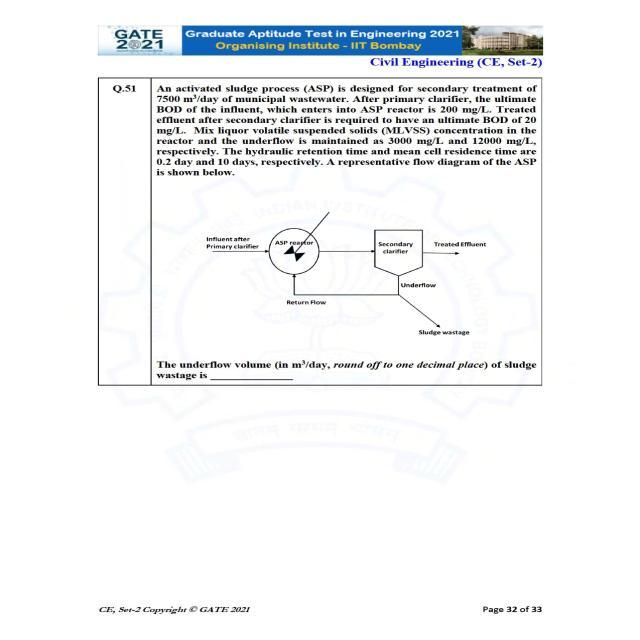 GATE
2021
Graduate Aptitude Test in Engineering 2021
Organising Institute - IIT Bombay
Civil Engineering (CE, Set-2)
Q.51
An activated sludge process (ASP) is designed for secondary treatment of
7500 m³/day of municipal wastewater. After primary clarifier, the ultimate
BOD of the influent, which enters into ASP reactor is 200 mg/L. Treated
effluent after secondary clarifier is required to have an ultimate BOD of 20
mg/L. Mix liquor volatile suspended solids (MLVSS) concentration in the
reactor and the underflow is maintained as 3000 mg/L and 12000 mg/L,
respectively. The hydraulic retention time and mean cell residence time are
0.2 day and 10 days, respectively. A representative flow diagram of the ASP
is shown below.
Influent after
Primary clarifier
ASP reactor
Secondary
clarifier
Treated Effluent
Underflow
Return Flow
Sludge wastage
The underflow volume (in m³/day, round off to one decimal place) of sludge
wastage is _______________
CE, Set-2 Copyright © GATE 2021
Page 32 of 33